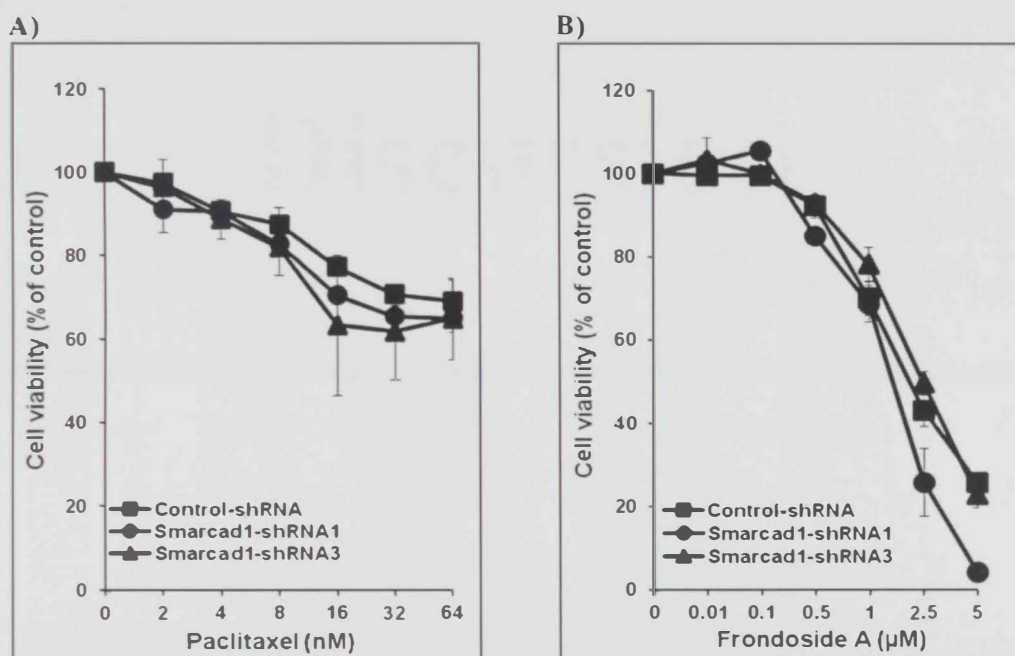 A)
120
100
80
60
40
20
0
Cell viability (% of control)
Control-shRNA
Smarcad1-shRNA1
Smarcad1-shRNA3
0 2 4 8 16 32 64
Paclitaxel (nM)
B)
120
100
80
60
40
20
0
Cell viability (% of control)
Control-shRNA
Smarcad1-shRNA1
Smarcad1-shRNA3
0 0.01 0.1 0.5 1 2.5 5
Frondoside A (µM)